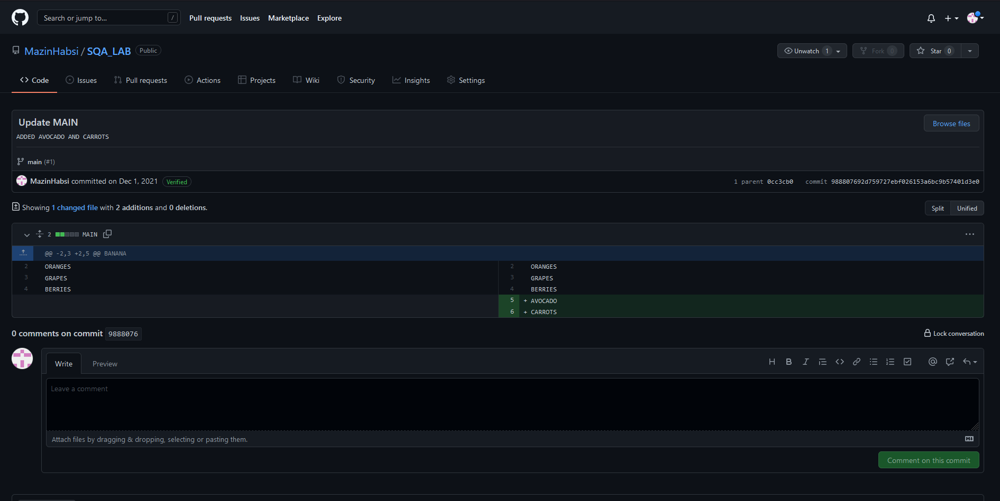 Search or jump to... / Pull requests Issues Marketplace Explore
MazinHabsi / SQA_LAB Public Unwatch 1 Fork 0 Star 0
Code Issues Pull requests Actions Projects Wiki Security Insights Settings
Update MAIN Browse files
ADDED AVOCADO AND CARROTS
main (#1)
MazinHabsi committed on Dec 1, 2021 Verified 1 parent 0cc3cb0 commit 988807692d759727ebf026153a6bc9b57401d3e0
Showing 1 changed file with 2 additions and 0 deletions. Split Unified
2 MAIN
@@ -2,3 +2,5 @@ BANANA
2 ORANGES 2 ORANGES
3 GRAPES 3 GRAPES
4 BERRIES 4 BERRIES
5 + AVOCADO
6 + CARROTS
0 comments on commit 9888076 Lock conversation
Write Preview
Leave a comment
Attach files by dragging & dropping, selecting or pasting them.
Comment on this commit